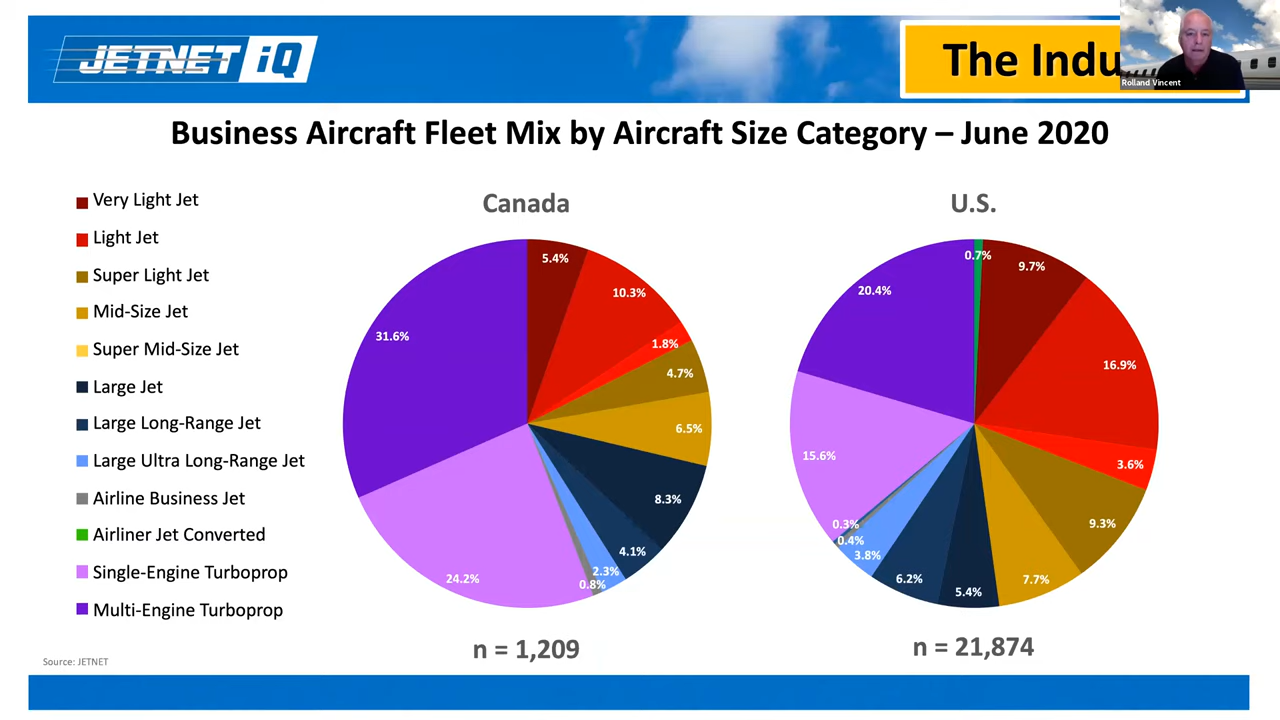 JETNET iQ
The Indu
Rolland Vincent
Business Aircraft Fleet Mix by Aircraft Size Category – June 2020
Very Light Jet
Light Jet
Super Light Jet
Mid-Size Jet
Super Mid-Size Jet
Large Jet
Large Long-Range Jet
Large Ultra Long-Range Jet
Airline Business Jet
Airliner Jet Converted
Single-Engine Turboprop
Multi-Engine Turboprop
Canada
5.4%
10.3%
1.8%
4.7%
6.5%
8.3%
4.1%
2.3%
0.8%
24.2%
31.6%
n = 1,209
U.S.
0.7%
9.7%
16.9%
3.6%
9.3%
7.7%
5.4%
6.2%
3.8%
0.4%
0.3%
15.6%
20.4%
n = 21,874
Source: JETNET